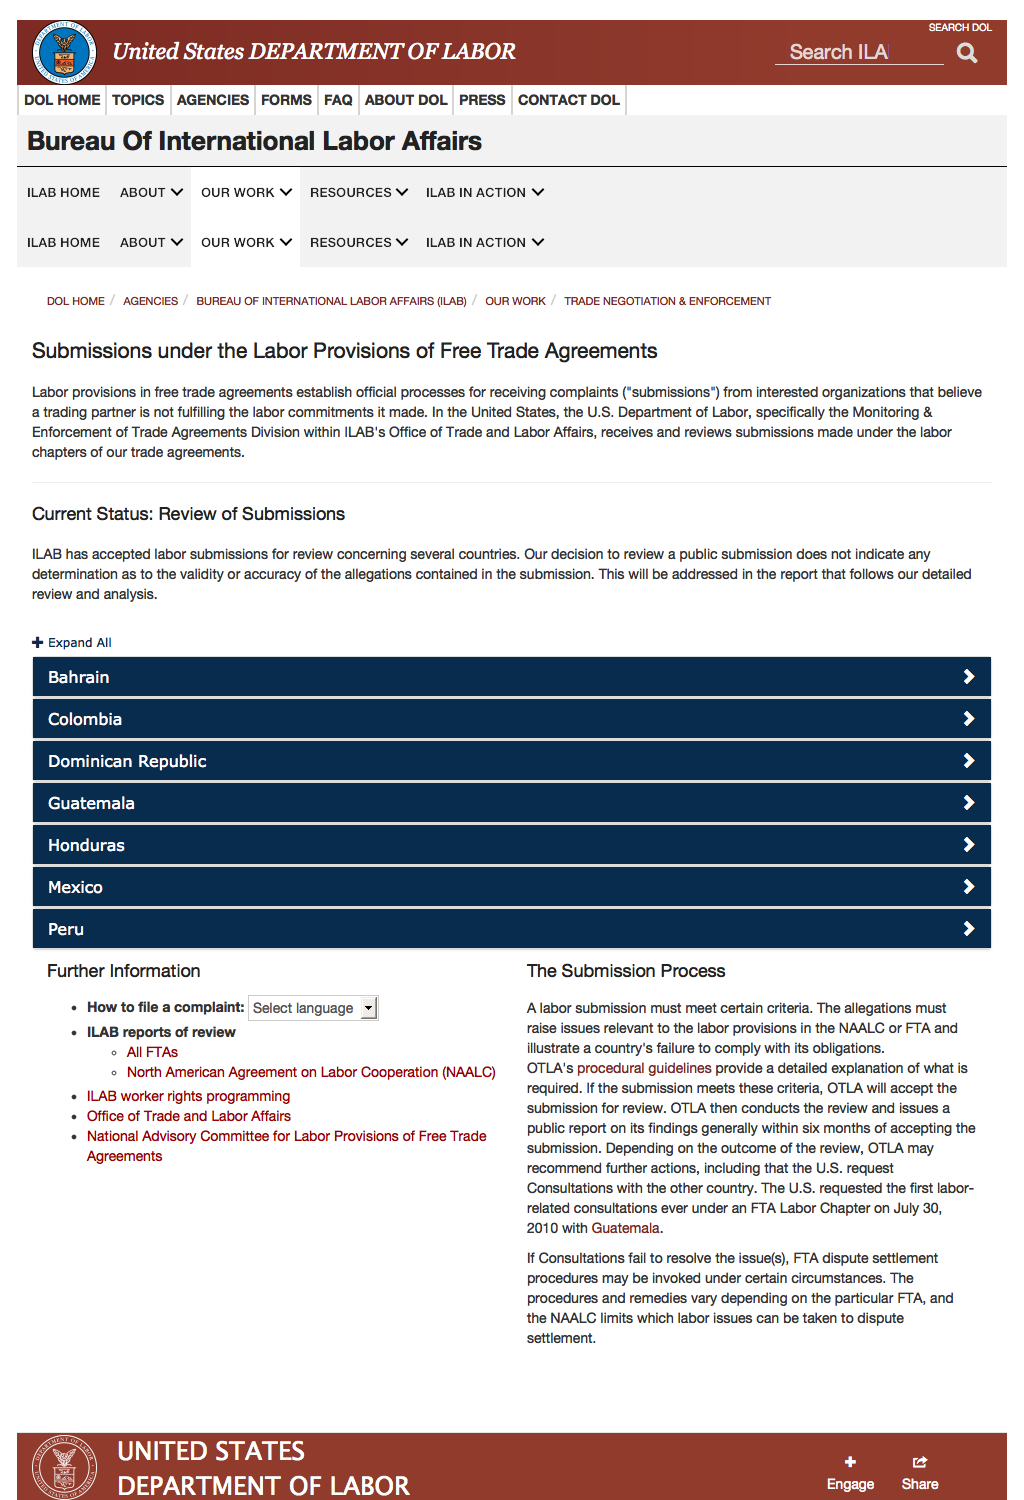 SEARCH DOL
United States DEPARTMENT OF LABOR
Search ILA
DOL HOME TOPICS AGENCIES FORMS FAQ ABOUT DOL PRESS CONTACT DOL
Bureau Of International Labor Affairs
ILAB HOME ABOUT OUR WORK RESOURCES ILAB IN ACTION
ILAB HOME ABOUT OUR WORK RESOURCES ILAB IN ACTION
DOL HOME / AGENCIES / BUREAU OF INTERNATIONAL LABOR AFFAIRS (ILAB) / OUR WORK / TRADE NEGOTIATION & ENFORCEMENT
Submissions under the Labor Provisions of Free Trade Agreements
Labor provisions in free trade agreements establish official processes for receiving complaints ("submissions") from interested organizations that believe
a trading partner is not fulfilling the labor commitments it made. In the United States, the U.S. Department of Labor, specifically the Monitoring &
Enforcement of Trade Agreements Division within ILAB's Office of Trade and Labor Affairs, receives and reviews submissions made under the labor
chapters of our trade agreements.
Current Status: Review of Submissions
ILAB has accepted labor submissions for review concerning several countries. Our decision to review a public submission does not indicate any
determination as to the validity or accuracy of the allegations contained in the submission. This will be addressed in the report that follows our detailed
review and analysis.
Expand All
Bahrain
Colombia
Dominican Republic
Guatemala
Honduras
Mexico
Peru
Further Information
How to file a complaint: Select language
ILAB reports of review
All FTAs
North American Agreement on Labor Cooperation (NAALC)
ILAB worker rights programming
Office of Trade and Labor Affairs
National Advisory Committee for Labor Provisions of Free Trade
Agreements
The Submission Process
A labor submission must meet certain criteria. The allegations must
raise issues relevant to the labor provisions in the NAALC or FTA and
illustrate a country's failure to comply with its obligations.
OTLA's procedural guidelines provide a detailed explanation of what is
required. If the submission meets these criteria, OTLA will accept the
submission for review. OTLA then conducts the review and issues a
public report on its findings generally within six months of accepting the
submission. Depending on the outcome of the review, OTLA may
recommend further actions, including that the U.S. request
Consultations with the other country. The U.S. requested the first labor-
related consultations ever under an FTA Labor Chapter on July 30,
2010 with Guatemala.
If Consultations fail to resolve the issue(s), FTA dispute settlement
procedures may be invoked under certain circumstances. The
procedures and remedies vary depending on the particular FTA, and
the NAALC limits which labor issues can be taken to dispute
settlement.
UNITED STATES
DEPARTMENT OF LABOR
Engage Share